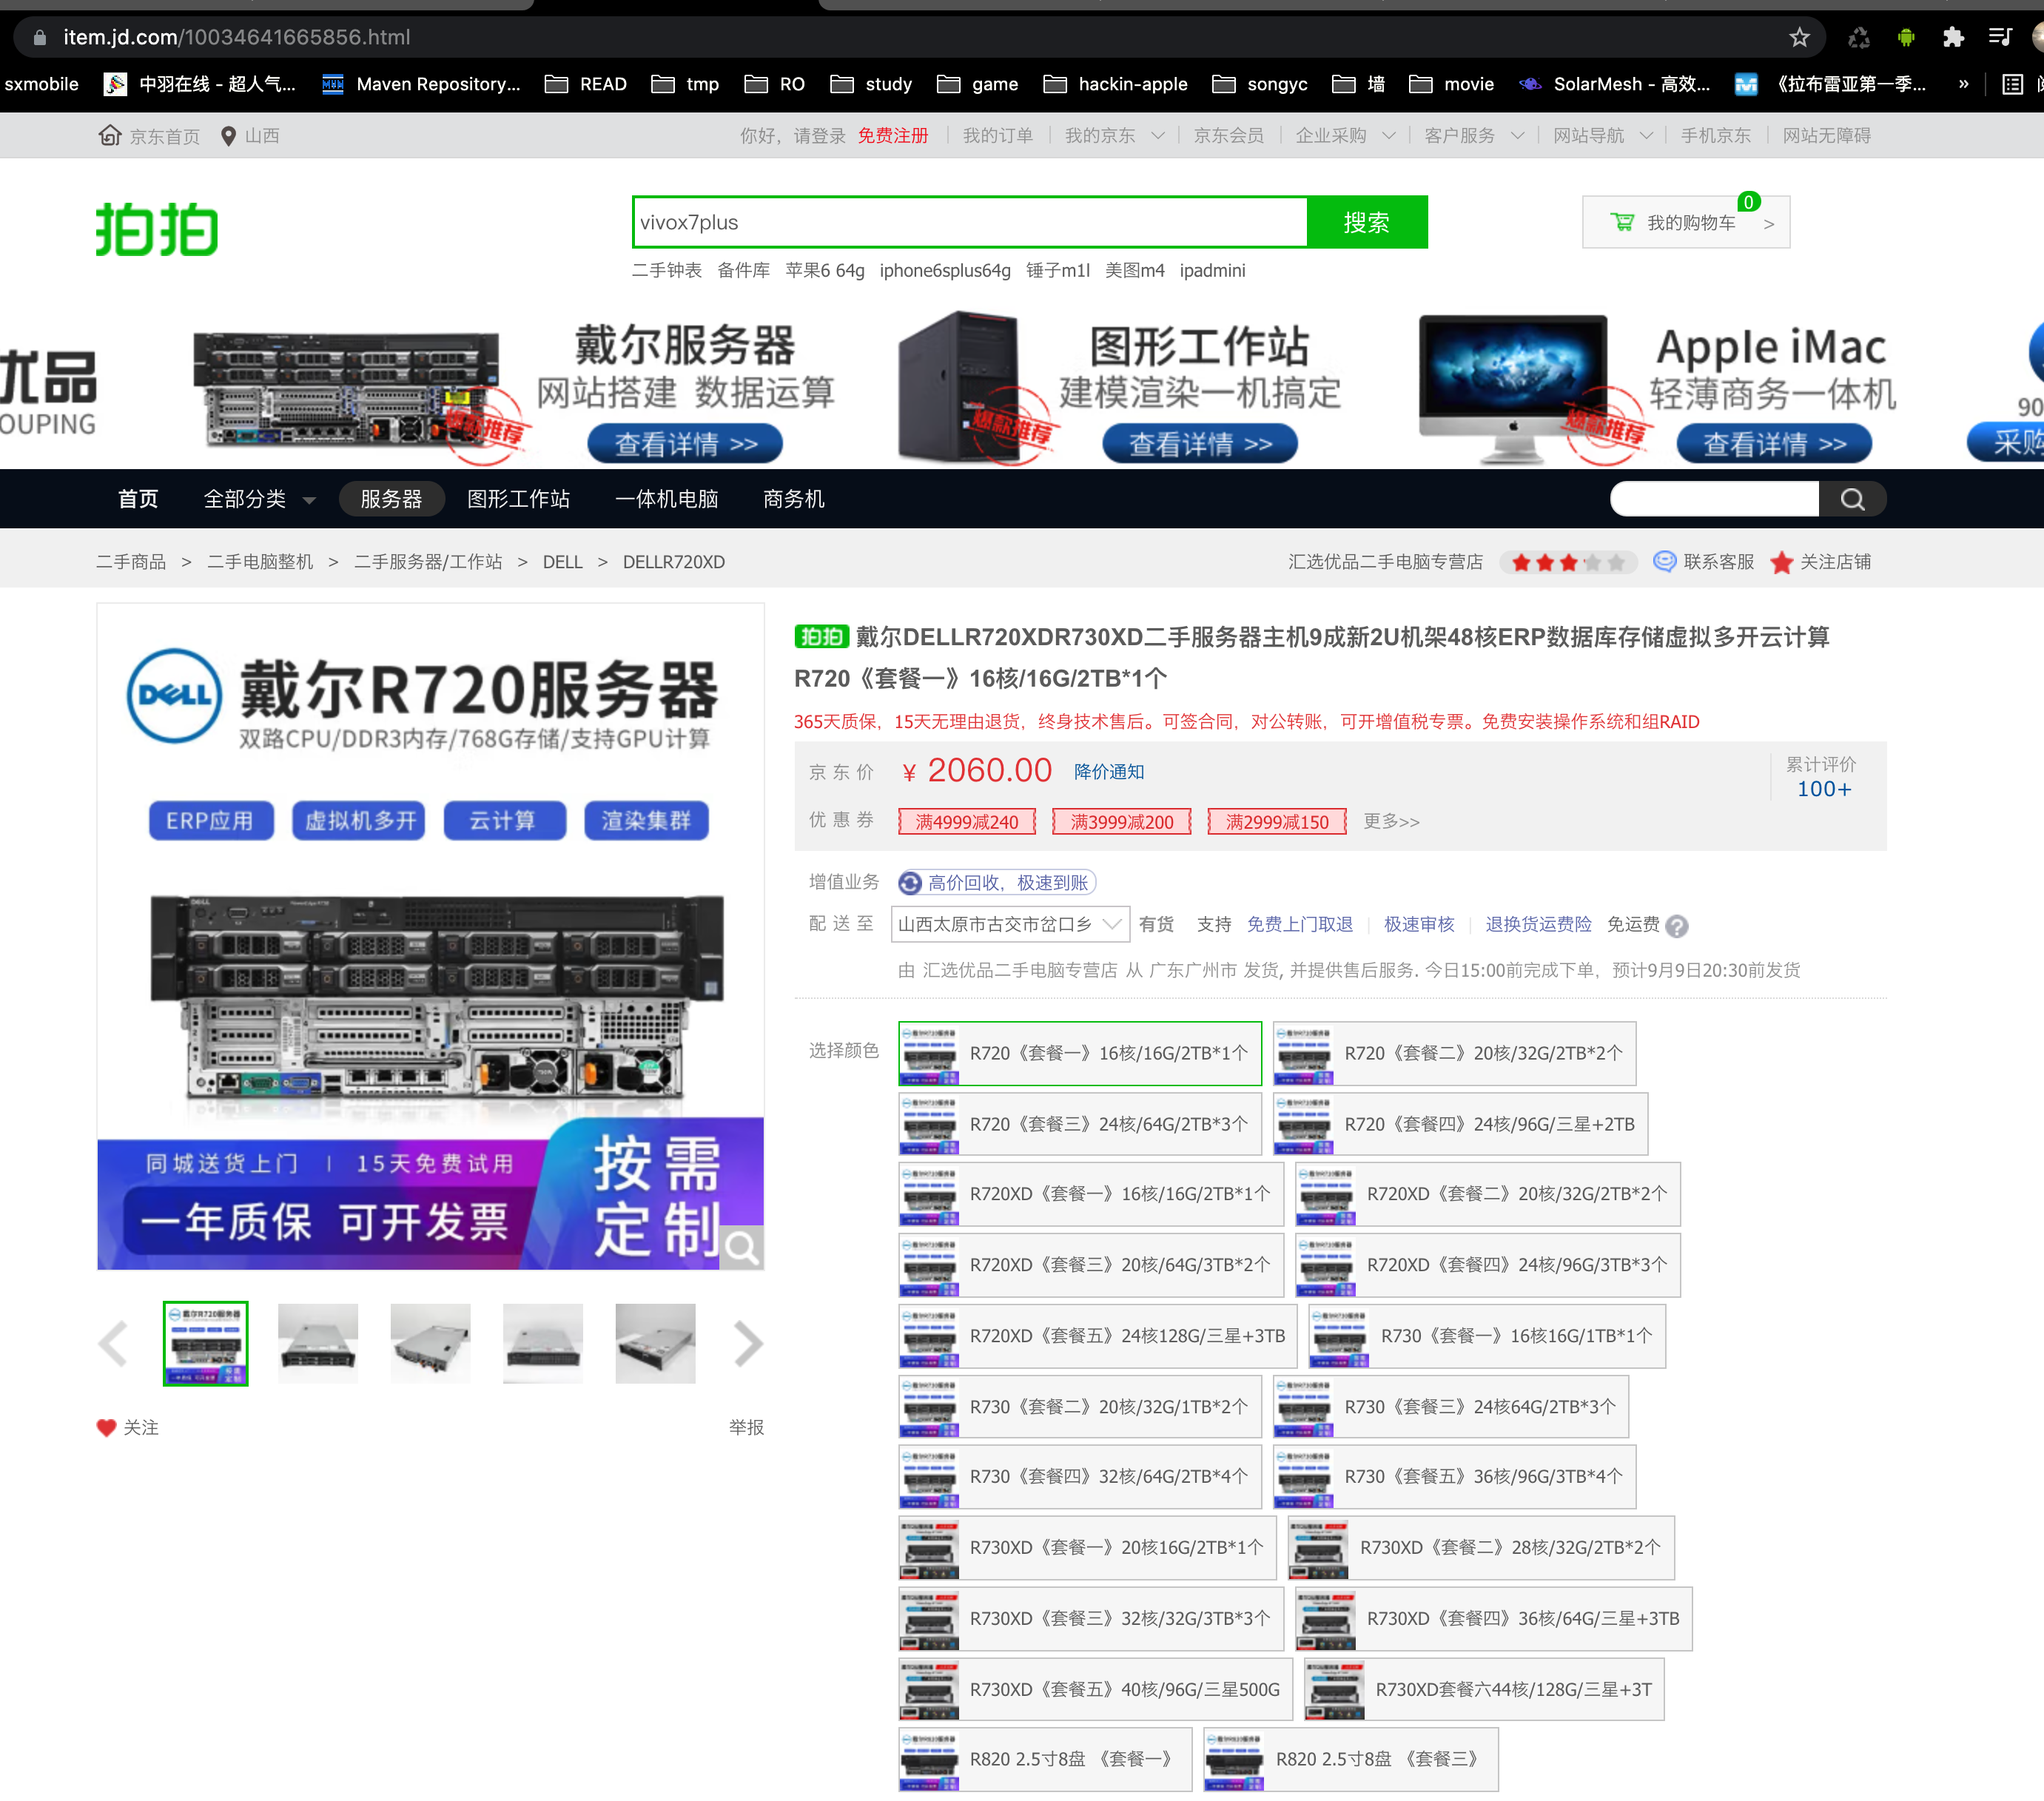 item.jd.com/10034641665856.html
sxmobile 中羽在线 - 超人气... Maven Repository... READ tmp RO study game hackin-apple songyc 墙 movie SolarMesh - 高效... 《拉布雷亚第一季... »
京东首页 山西 你好，请登录 免费注册 我的订单 我的京东 京东会员 企业采购 客户服务 网站导航 手机京东 网站无障碍
拍拍 vivox7plus 搜索 0 我的购物车 >
二手钟表 备件库 苹果6 64g iphone6splus64g 锤子m1l 美图m4 ipadmini
优品 戴尔服务器 图形工作站 Apple iMac
OUPING 网站搭建 数据运算 建模渲染一机搞定 轻薄商务一体机 90
爆款推荐 查看详情 >> 爆款推荐 查看详情 >> 爆款推荐 查看详情 >> 采购
首页 全部分类 服务器 图形工作站 一体机电脑 商务机
二手商品 > 二手电脑整机 > 二手服务器/工作站 > DELL > DELLR720XD 汇选优品二手电脑专营店 联系客服 关注店铺
DELL 戴尔R720服务器
双路CPU/DDR3内存/768G存储/支持GPU计算
ERP应用 虚拟机多开 云计算 渲染集群
同城送货上门 | 15天免费试用
一年质保 可开发票
按需
定制
关注 举报
拍拍 戴尔DELLR720XDR730XD二手服务器主机9成新2U机架48核ERP数据库存储虚拟多开云计算
R720《套餐一》16核/16G/2TB*1个
365天质保，15天无理由退货，终身技术售后。可签合同，对公转账，可开增值税专票。免费安装操作系统和组RAID
京东价 ￥ 2060.00 降价通知 累计评价
100+
优惠券 满4999减240 满3999减200 满2999减150 更多>>
增值业务 高价回收，极速到账
配送至 山西太原市古交市岔口乡 有货 支持 免费上门取退 极速审核 退换货运费险 免运费 ?
由 汇选优品二手电脑专营店 从 广东广州市 发货, 并提供售后服务. 今日15:00前完成下单，预计9月9日20:30前发货
选择颜色 R720《套餐一》16核/16G/2TB*1个 R720《套餐二》20核/32G/2TB*2个
R720《套餐三》24核/64G/2TB*3个 R720《套餐四》24核/96G/三星+2TB
R720XD《套餐一》16核/16G/2TB*1个 R720XD《套餐二》20核/32G/2TB*2个
R720XD《套餐三》20核/64G/3TB*2个 R720XD《套餐四》24核/96G/3TB*3个
R720XD《套餐五》24核128G/三星+3TB R730《套餐一》16核16G/1TB*1个
R730《套餐二》20核/32G/1TB*2个 R730《套餐三》24核64G/2TB*3个
R730《套餐四》32核/64G/2TB*4个 R730《套餐五》36核/96G/3TB*4个
R730XD《套餐一》20核16G/2TB*1个 R730XD《套餐二》28核/32G/2TB*2个
R730XD《套餐三》32核/32G/3TB*3个 R730XD《套餐四》36核/64G/三星+3TB
R730XD《套餐五》40核/96G/三星500G R730XD套餐六44核/128G/三星+3T
R820 2.5寸8盘 《套餐一》 R820 2.5寸8盘 《套餐三》